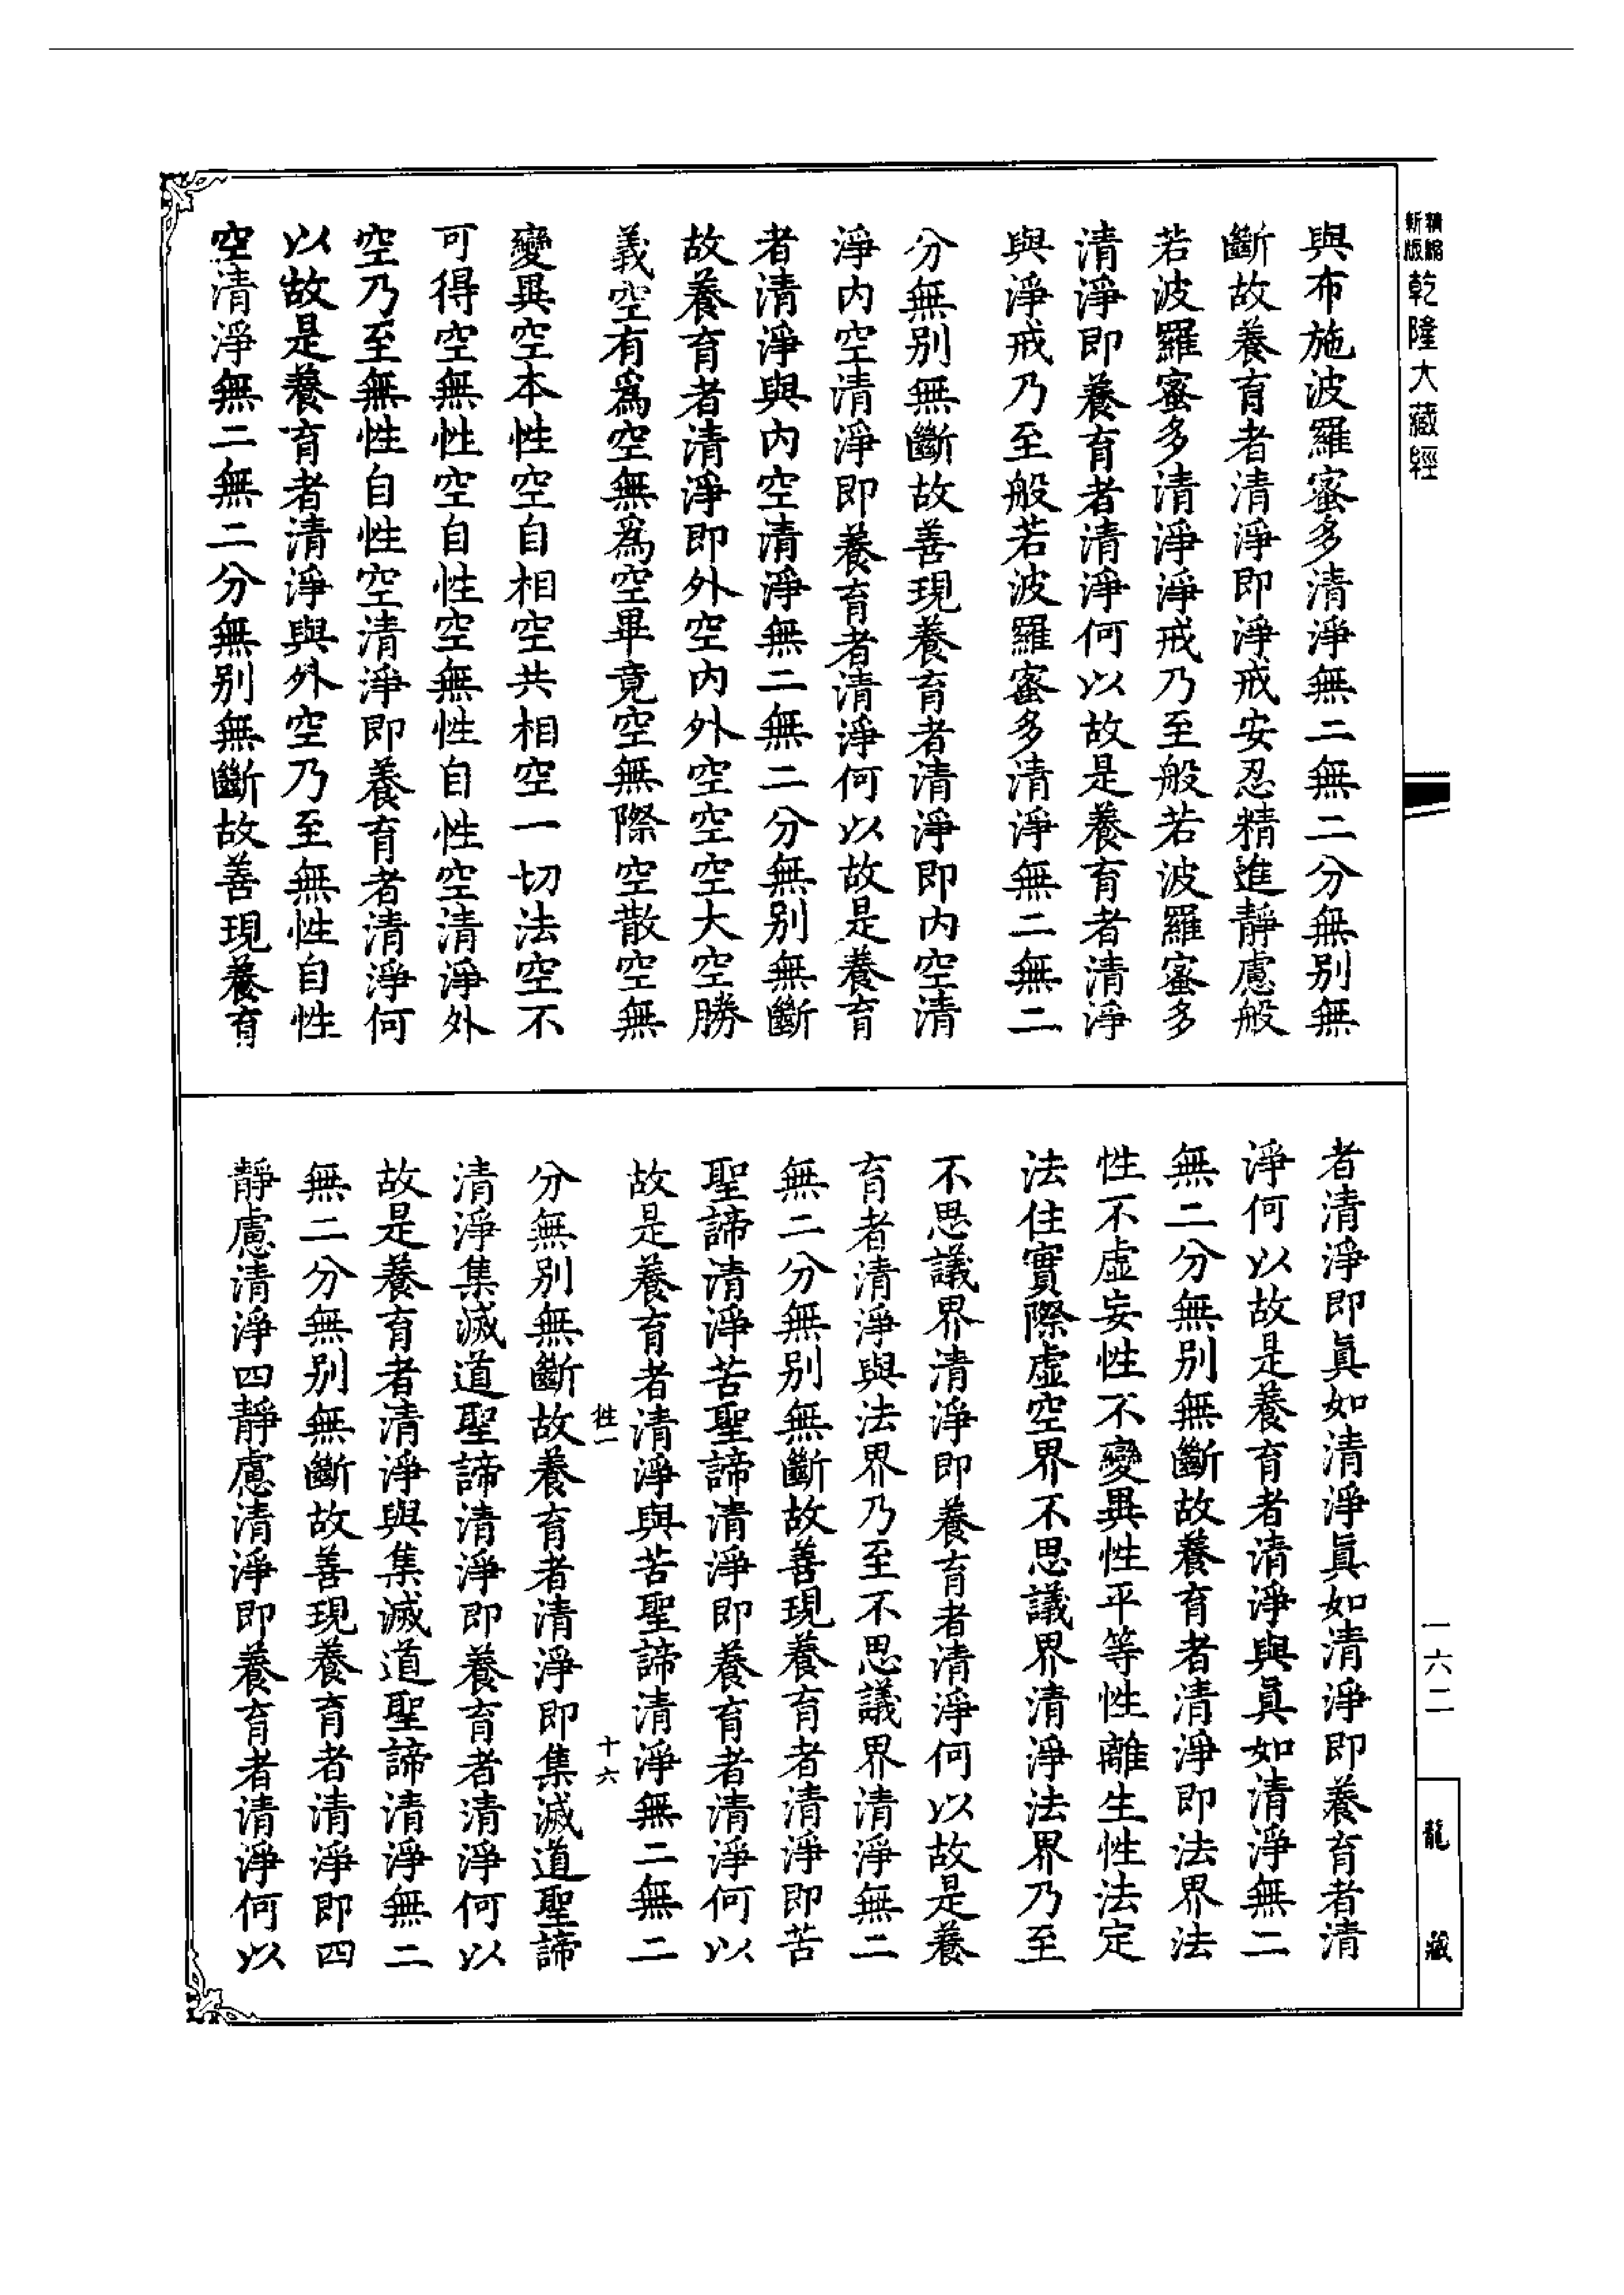 精縮新版乾隆大藏經
與布施波羅蜜多清淨無二無二分無別無
斷故養育者清淨即淨戒安忍精進靜慮般
若波羅蜜多清淨淨戒乃至般若波羅蜜多
清淨即養育者清淨何以故是養育者清淨
與淨戒乃至般若波羅蜜多清淨無二無二
分無別無斷故善現養育者清淨即內空清
淨內空清淨即養育者清淨何以故是養育
者清淨與內空清淨無二無二分無別無斷
故養育者清淨即外空內外空空空大空勝
義空有為空無為空畢竟空無際空散空無
變異空本性空自相空共相空一切法空不
可得空無性空自性空無性自性空清淨外
空乃至無性自性空清淨即養育者清淨何
以故是養育者清淨與外空乃至無性自性
空清淨無二無二分無別無斷故善現養育
者清淨即眞如清淨眞如清淨即養育者清
淨何以故是養育者清淨與眞如清淨無二
無二分無別無斷故養育者清淨即法界法
性不虛妄性不變異性平等性離生性法定
法住實際虛空界不思議界清淨法界乃至
不思議界清淨即養育者清淨何以故是養
育者清淨與法界乃至不思議界清淨無二
無二分無別無斷故善現養育者清淨即苦
聖諦清淨苦聖諦清淨即養育者清淨何以
故是養育者清淨與苦聖諦清淨無二無二
姓一 十六
分無別無斷故養育者清淨即集滅道聖諦
清淨集滅道聖諦清淨即養育者清淨何以
故是養育者清淨與集滅道聖諦清淨無二
無二分無別無斷故善現養育者清淨即四
靜慮清淨四靜慮清淨即養育者清淨何以
一六二
龍藏